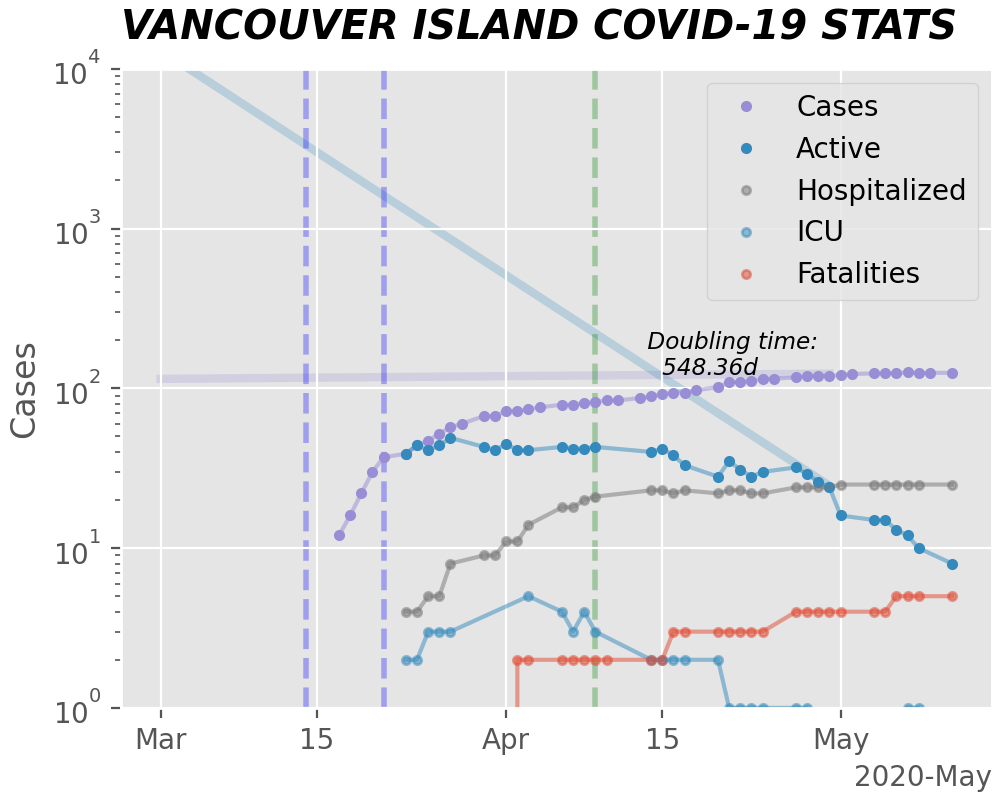 VANCOUVER ISLAND COVID-19 STATS
10^4
10^3
10^2
10^1
10^0
Cases
Cases
Active
Hospitalized
ICU
Fatalities
Doubling time:
548.36d
Mar
15
Apr
15
May
2020-May